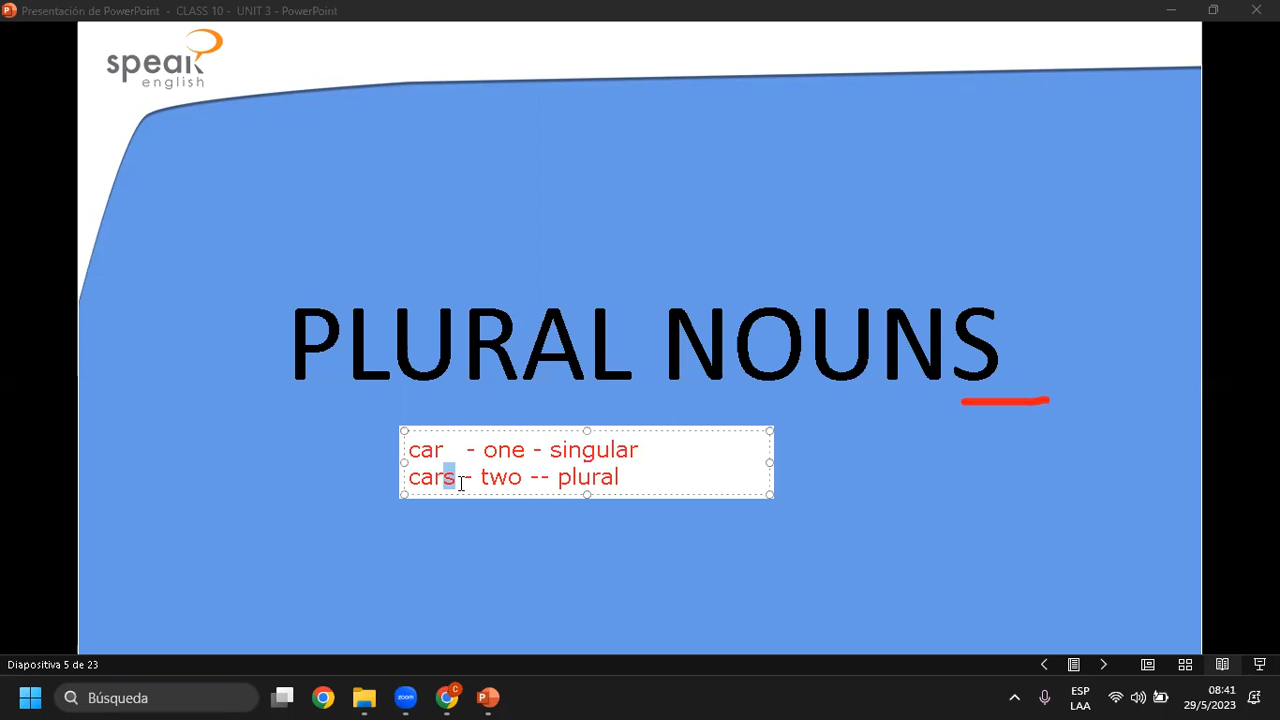 Presentación de PowerPoint - CLASS 10 - UNIT 3 - PowerPoint
speak
english
PLURAL NOUNS
car - one - singular
cars - two -- plural
Diapositiva 5 de 23
Búsqueda
zoom
C
ESP
LAA
08:41
29/5/2023